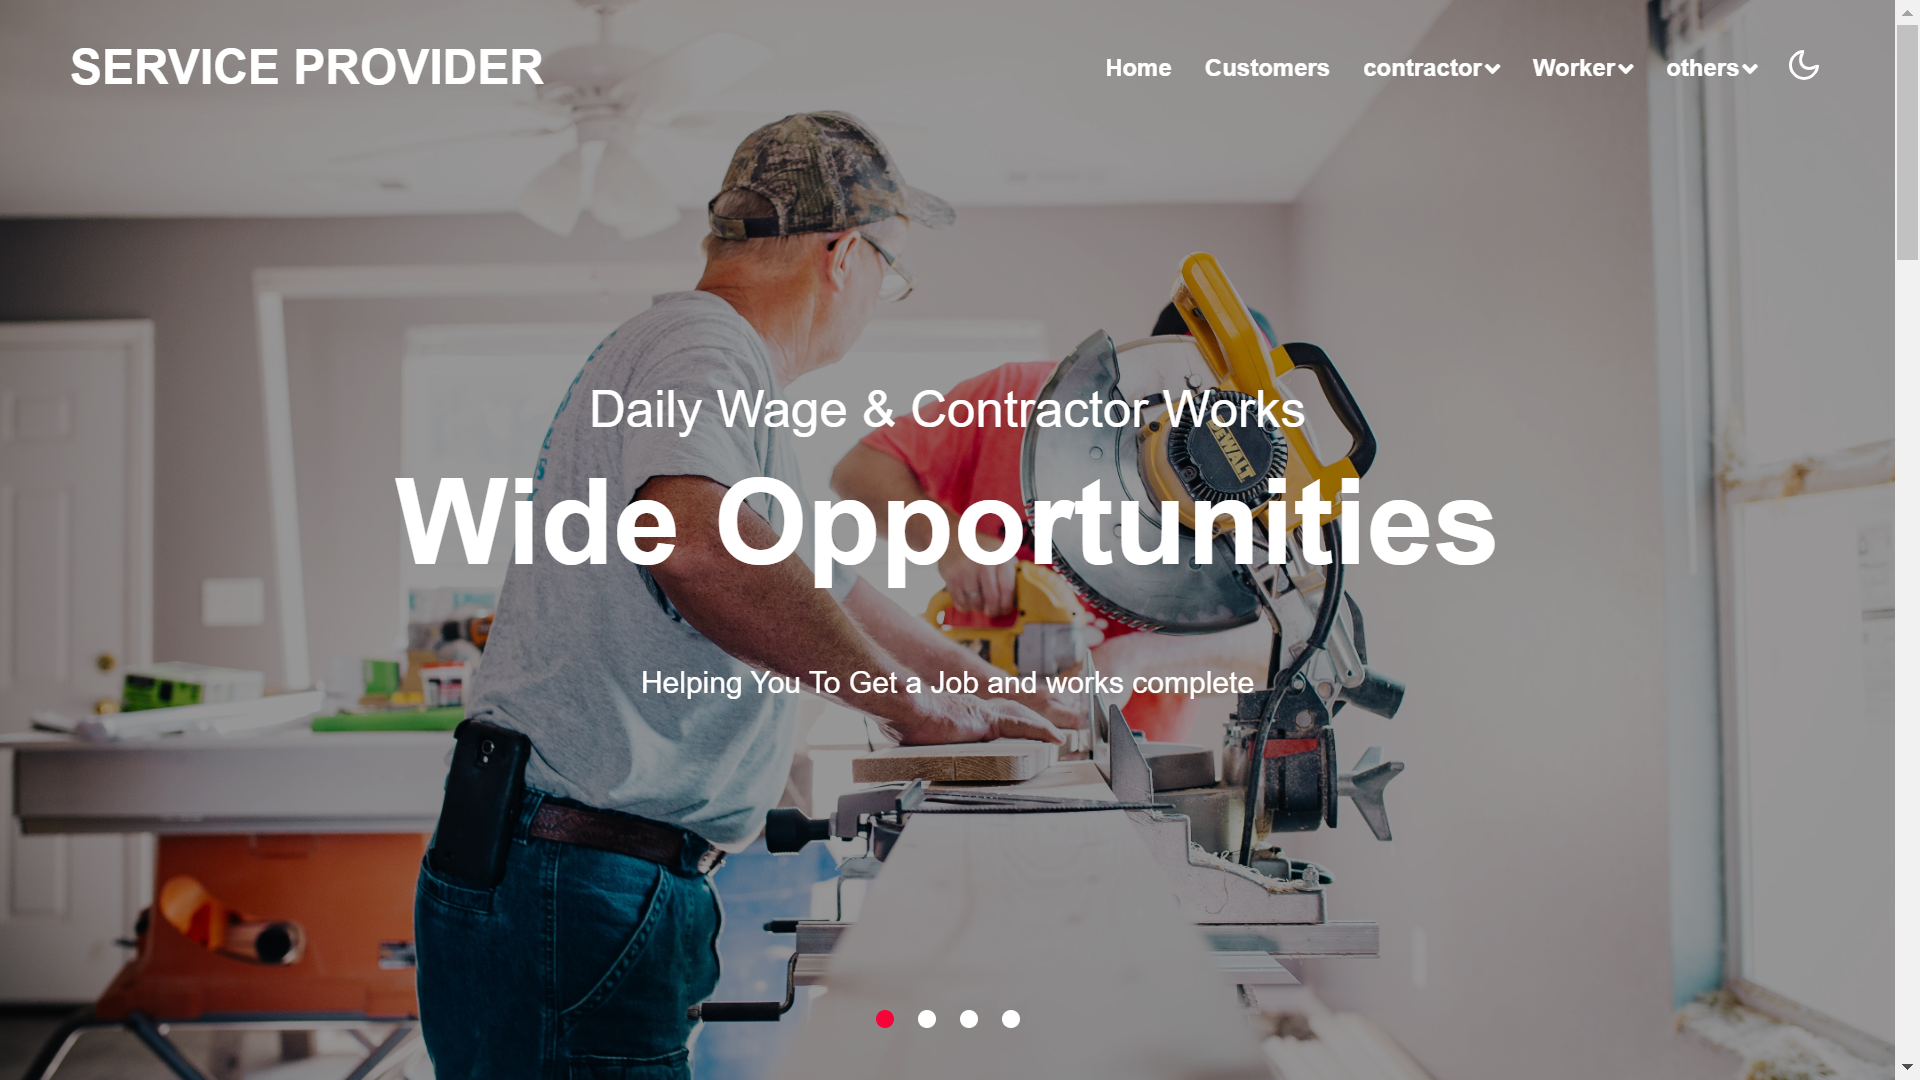 SERVICE PROVIDER
Home Customers contractor Worker others
Daily Wage & Contractor Works
Wide Opportunities
Helping You To Get a Job and works complete
DEWALT